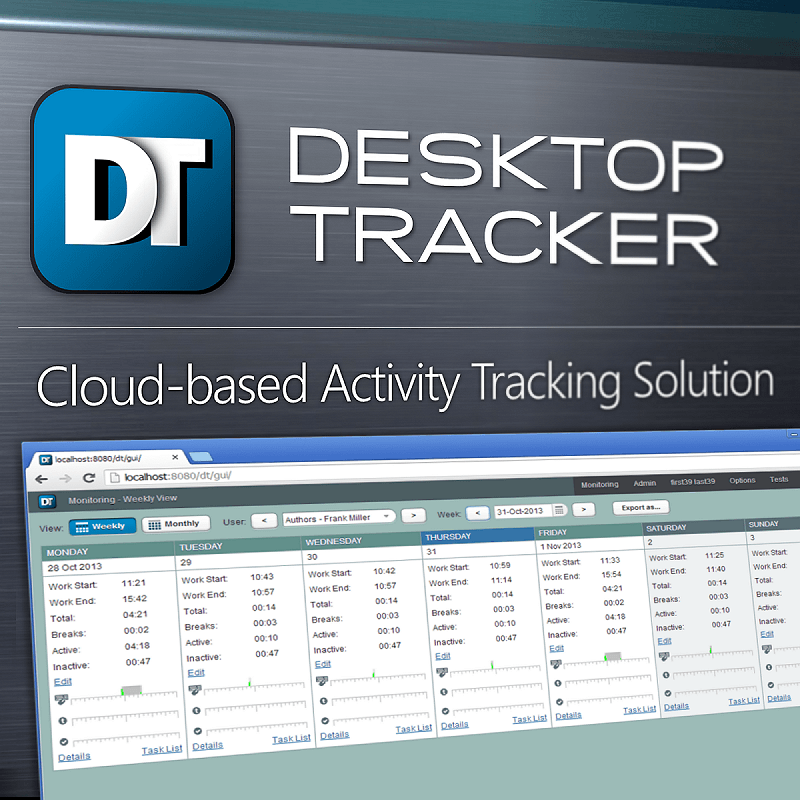 DT
DESKTOP
TRACKER
Cloud-based Activity Tracking Solution
DT localhost:8080/dt/gui/
localhost:8080/dt/gui/
DT Monitoring - Weekly View Monitoring Admin first39 last39 Options Tests
View: Weekly Monthly User: < Authors - Frank Miller > Week: < 31-Oct-2013 > Export as...
MONDAY TUESDAY WEDNESDAY THURSDAY FRIDAY SATURDAY SUNDAY
28 Oct 2013 29 30 31 1 Nov 2013 2 3
Work Start: 11:21 Work Start: 10:43 Work Start: 10:42 Work Start: 10:59 Work Start: 11:33 Work Start: 11:25 Work Start:
Work End: 15:42 Work End: 10:57 Work End: 10:57 Work End: 11:14 Work End: 15:54 Work End: 11:40 Work End:
Total: 04:21 Total: 00:14 Total: 00:14 Total: 00:14 Total: 04:21 Total: 00:14 Total:
Breaks: 00:02 Breaks: 00:03 Breaks: 00:03 Breaks: 00:03 Breaks: 00:02 Breaks: 00:03 Breaks:
Active: 04:18 Active: 00:10 Active: 00:10 Active: 00:10 Active: 04:18 Active: 00:10 Active:
Inactive: 00:47 Inactive: 00:47 Inactive: 00:47 Inactive: 00:47 Inactive: 00:47 Inactive: 00:47 Inactive:
Edit Edit Edit Edit Edit Edit Edit
Details Task List Details Task List Details Task List Details Task List Details Task List Details Task List Details